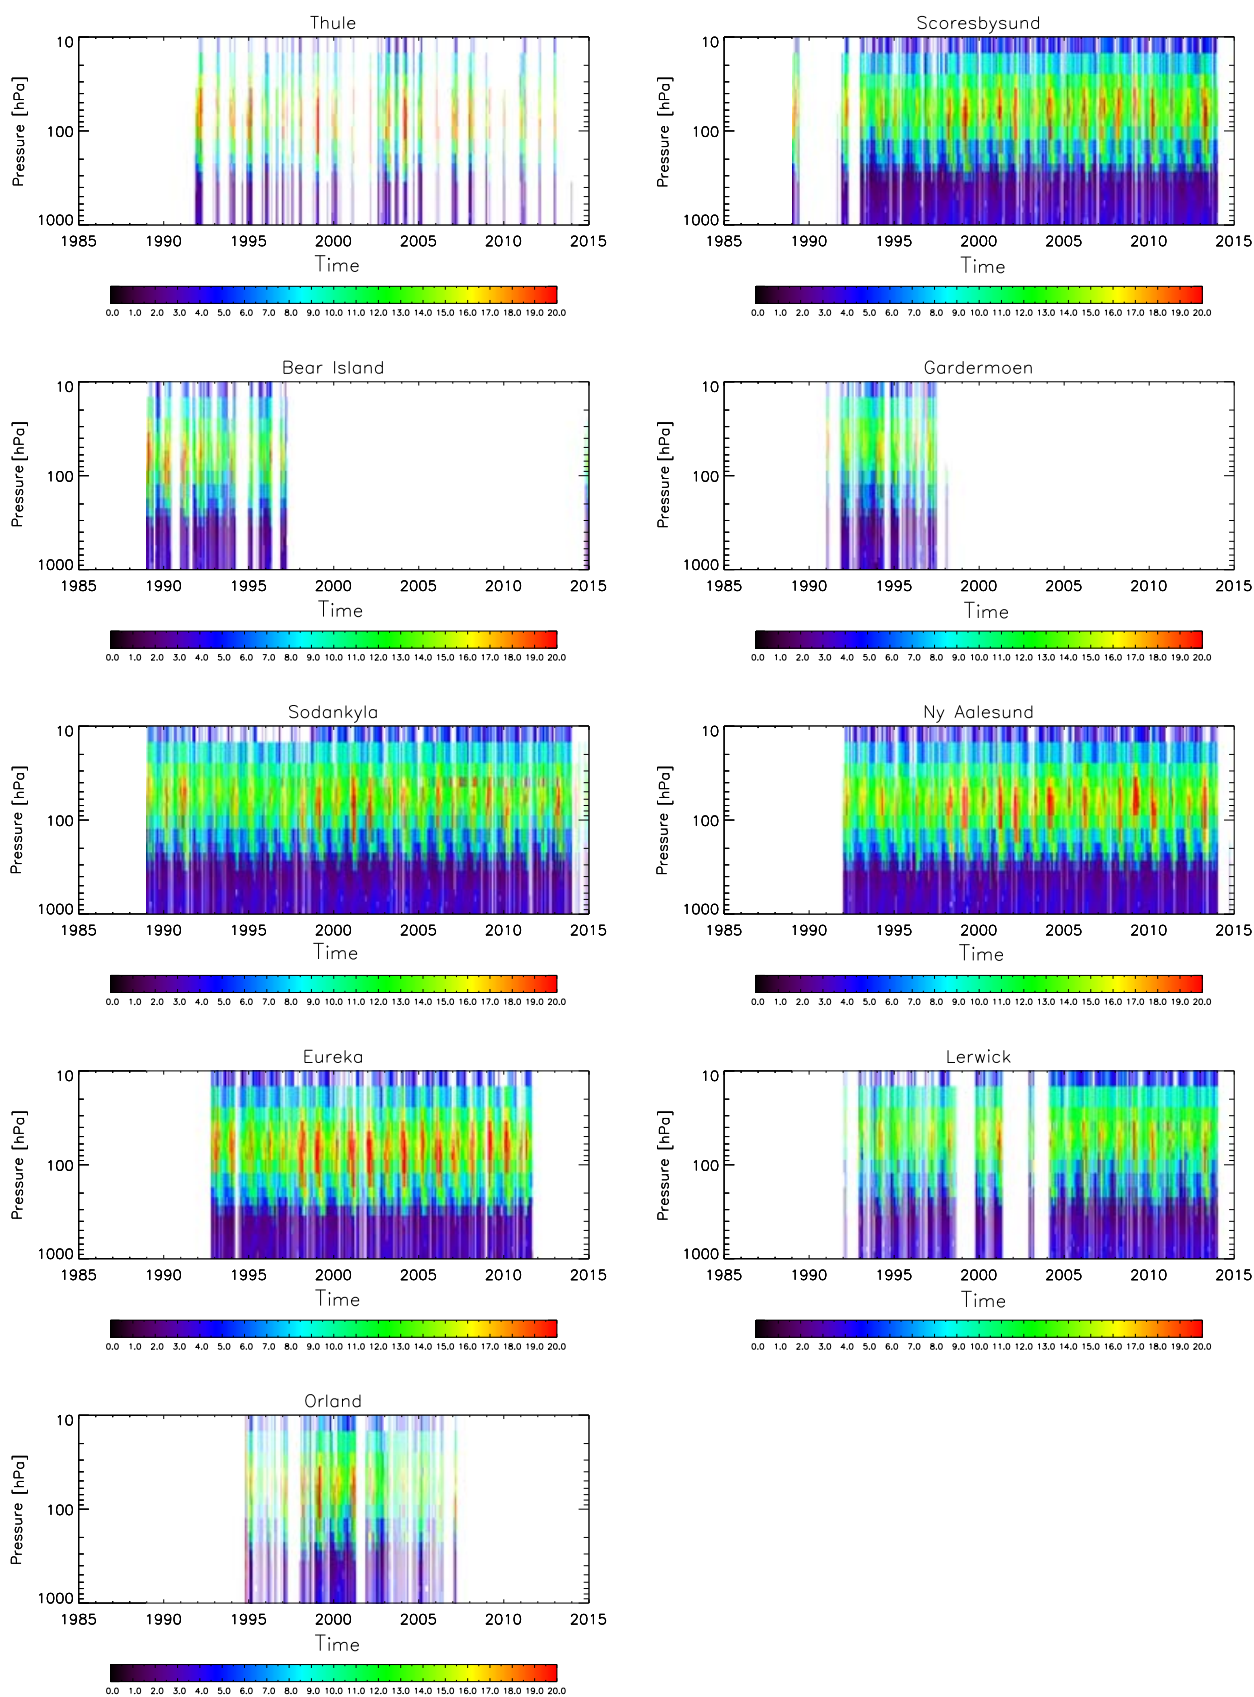 Thule
10
100
1000
Pressure [hPa]
1985 1990 1995 2000 2005 2010 2015
Time
0.0 1.0 2.0 3.0 4.0 5.0 6.0 7.0 8.0 9.0 10.0 11.0 12.0 13.0 14.0 15.0 16.0 17.0 18.0 19.0 20.0
Scoresbysund
10
100
1000
Pressure [hPa]
1985 1990 1995 2000 2005 2010 2015
Time
0.0 1.0 2.0 3.0 4.0 5.0 6.0 7.0 8.0 9.0 10.0 11.0 12.0 13.0 14.0 15.0 16.0 17.0 18.0 19.0 20.0
Bear Island
10
100
1000
Pressure [hPa]
1985 1990 1995 2000 2005 2010 2015
Time
0.0 1.0 2.0 3.0 4.0 5.0 6.0 7.0 8.0 9.0 10.0 11.0 12.0 13.0 14.0 15.0 16.0 17.0 18.0 19.0 20.0
Gardermoen
10
100
1000
Pressure [hPa]
1985 1990 1995 2000 2005 2010 2015
Time
0.0 1.0 2.0 3.0 4.0 5.0 6.0 7.0 8.0 9.0 10.0 11.0 12.0 13.0 14.0 15.0 16.0 17.0 18.0 19.0 20.0
Sodankyla
10
100
1000
Pressure [hPa]
1985 1990 1995 2000 2005 2010 2015
Time
0.0 1.0 2.0 3.0 4.0 5.0 6.0 7.0 8.0 9.0 10.0 11.0 12.0 13.0 14.0 15.0 16.0 17.0 18.0 19.0 20.0
Ny Aalesund
10
100
1000
Pressure [hPa]
1985 1990 1995 2000 2005 2010 2015
Time
0.0 1.0 2.0 3.0 4.0 5.0 6.0 7.0 8.0 9.0 10.0 11.0 12.0 13.0 14.0 15.0 16.0 17.0 18.0 19.0 20.0
Eureka
10
100
1000
Pressure [hPa]
1985 1990 1995 2000 2005 2010 2015
Time
0.0 1.0 2.0 3.0 4.0 5.0 6.0 7.0 8.0 9.0 10.0 11.0 12.0 13.0 14.0 15.0 16.0 17.0 18.0 19.0 20.0
Lerwick
10
100
1000
Pressure [hPa]
1985 1990 1995 2000 2005 2010 2015
Time
0.0 1.0 2.0 3.0 4.0 5.0 6.0 7.0 8.0 9.0 10.0 11.0 12.0 13.0 14.0 15.0 16.0 17.0 18.0 19.0 20.0
Orland
10
100
1000
Pressure [hPa]
1985 1990 1995 2000 2005 2010 2015
Time
0.0 1.0 2.0 3.0 4.0 5.0 6.0 7.0 8.0 9.0 10.0 11.0 12.0 13.0 14.0 15.0 16.0 17.0 18.0 19.0 20.0